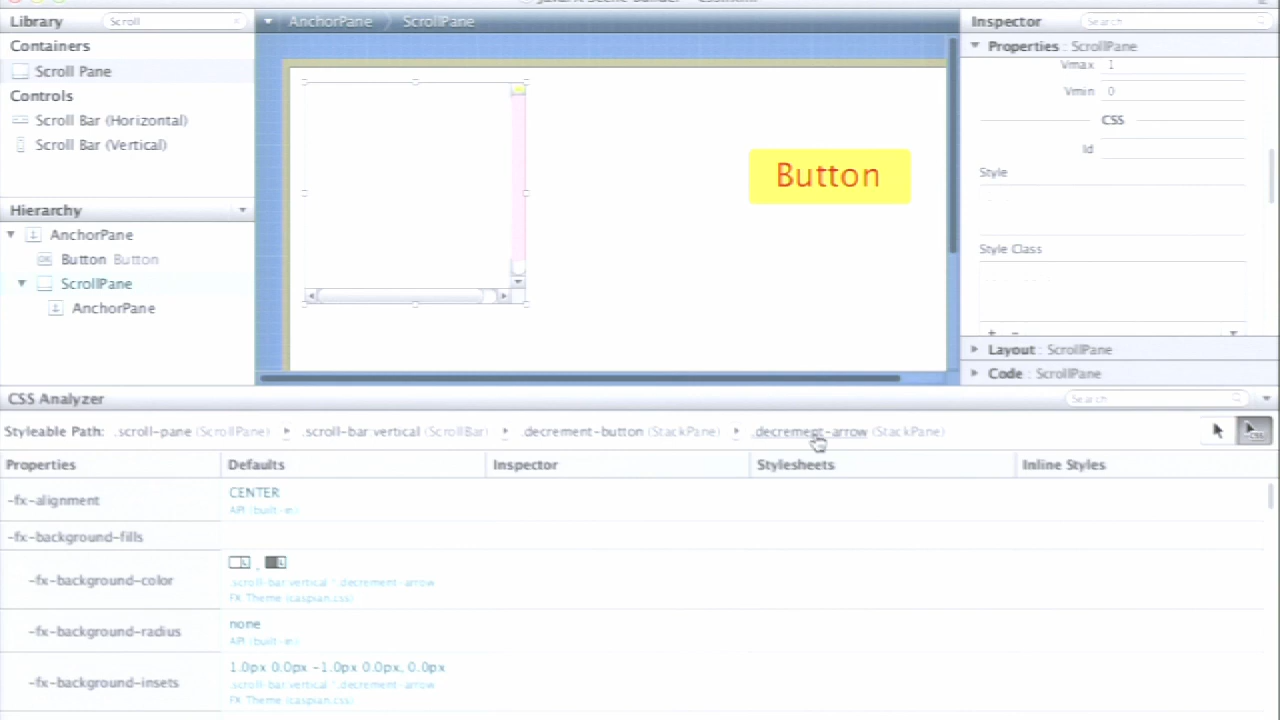 Library
Scroll
AnchorPane
ScrollPane
Inspector
Search
Containers
Scroll Pane
Controls
Scroll Bar (Horizontal)
Scroll Bar (Vertical)
Hierarchy
AnchorPane
Button Button
ScrollPane
AnchorPane
Button
Properties : ScrollPane
Vmax 1
Vmin 0
CSS
Id
Style
Style Class
+ -
Layout : ScrollPane
Code : ScrollPane
CSS Analyzer
Search
Styleable Path: .scroll-pane (ScrollPane) .scroll-bar:vertical (ScrollBar) .decrement-button (StackPane) .decrement-arrow (StackPane)
CSS
Properties Defaults Inspector Stylesheets Inline Styles
-fx-alignment
CENTER
API (built-in)
-fx-background-fills
-fx-background-color
L , L
.scroll-bar:vertical *.decrement-arrow
FX Theme (caspian.css)
-fx-background-radius
none
API (built-in)
-fx-background-insets
1.0px 0.0px -1.0px 0.0px, 0.0px
.scroll-bar:vertical *.decrement-arrow
FX Theme (caspian.css)